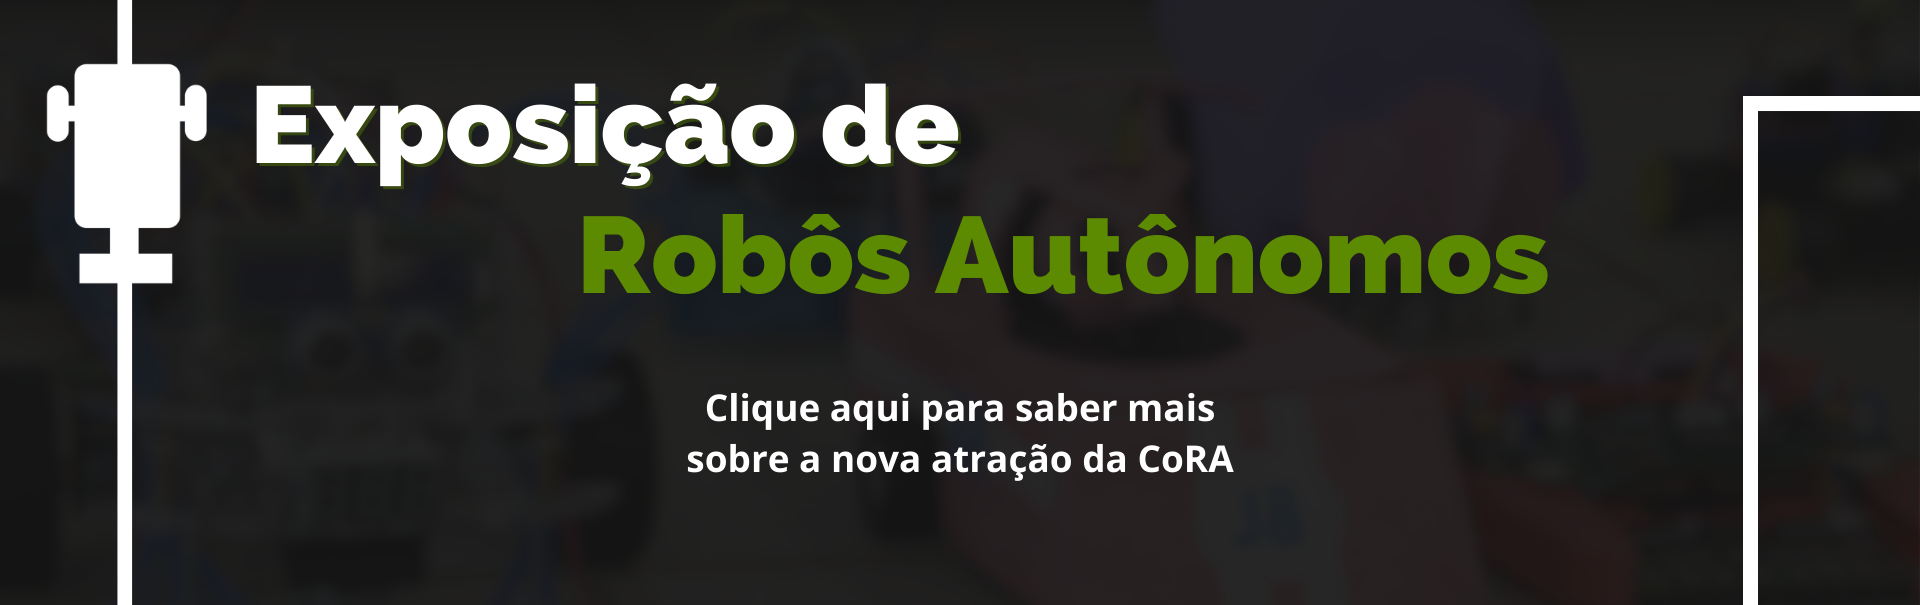 Exposição de
Robôs Autônomos
Clique aqui para saber mais
sobre a nova atração da CoRA